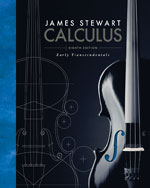 JAMES STEWART
CALCULUS
EIGHTH EDITION
Early Transcendentals